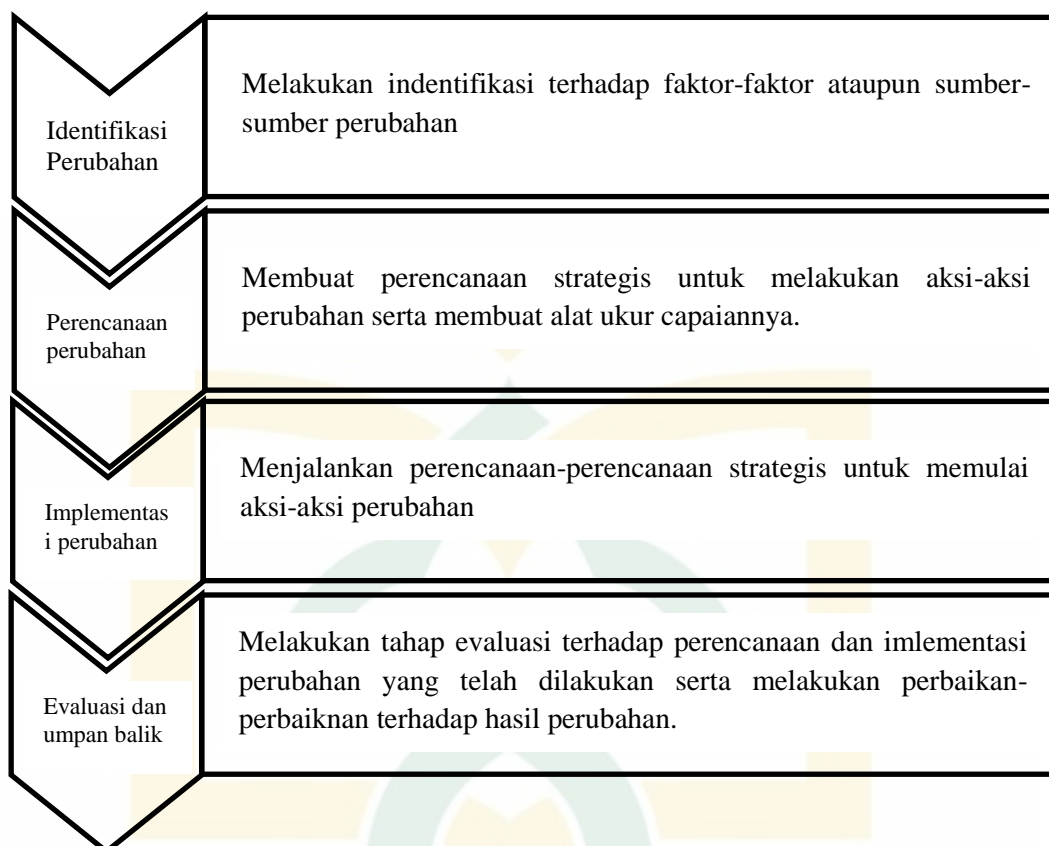 Identifikasi
Perubahan
Melakukan indentifikasi terhadap faktor-faktor ataupun sumber-
sumber perubahan
Perencanaan
perubahan
Membuat perencanaan strategis untuk melakukan aksi-aksi
perubahan serta membuat alat ukur capaiannya.
Implementas
i perubahan
Menjalankan perencanaan-perencanaan strategis untuk memulai
aksi-aksi perubahan
Evaluasi dan
umpan balik
Melakukan tahap evaluasi terhadap perencanaan dan imlementasi
perubahan yang telah dilakukan serta melakukan perbaikan-
perbaiknan terhadap hasil perubahan.